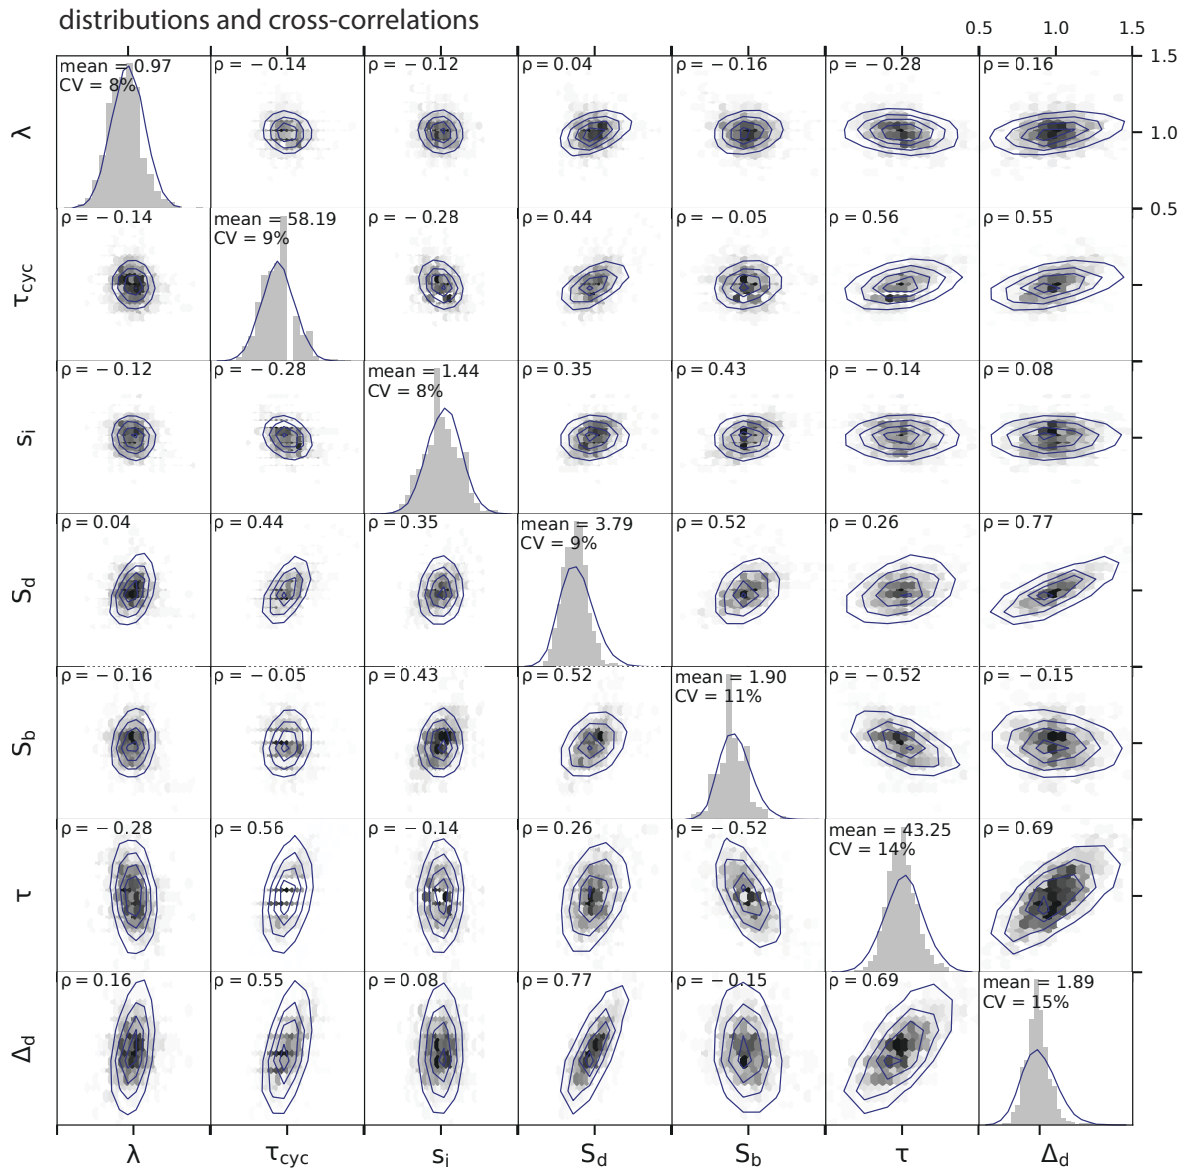 distributions and cross-correlations
0.5 1.0 1.5
mean = 0.97 ρ = − 0.14 ρ = − 0.12 ρ = 0.04 ρ = − 0.16 ρ = − 0.28 ρ = 0.16 1.5
CV = 8%
λ 1.0
0.5
ρ = − 0.14 mean = 58.19 ρ = − 0.28 ρ = 0.44 ρ = − 0.05 ρ = 0.56 ρ = 0.55
CV = 9%
τcyc
ρ = − 0.12 ρ = − 0.28 mean = 1.44 ρ = 0.35 ρ = 0.43 ρ = − 0.14 ρ = 0.08
CV = 8%
si
ρ = 0.04 ρ = 0.44 ρ = 0.35 mean = 3.79 ρ = 0.52 ρ = 0.26 ρ = 0.77
CV = 9%
Sd
ρ = − 0.16 ρ = − 0.05 ρ = 0.43 ρ = 0.52 mean = 1.90 ρ = − 0.52 ρ = − 0.15
CV = 11%
Sb
ρ = − 0.28 ρ = 0.56 ρ = − 0.14 ρ = 0.26 ρ = − 0.52 mean = 43.25 ρ = 0.69
CV = 14%
τ
ρ = 0.16 ρ = 0.55 ρ = 0.08 ρ = 0.77 ρ = − 0.15 ρ = 0.69 mean = 1.89
CV = 15%
Δd
λ τcyc si Sd Sb τ Δd